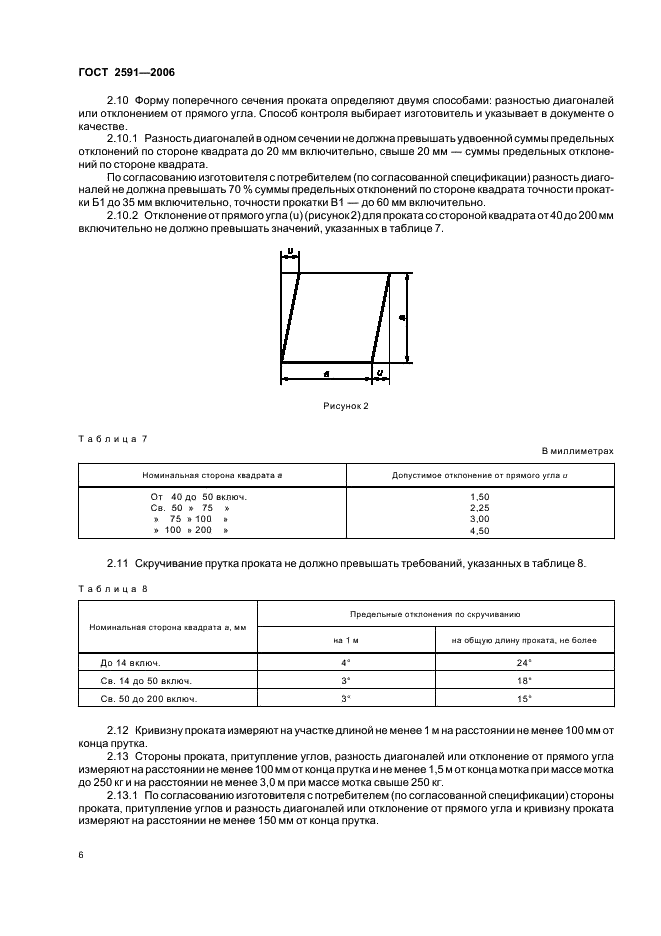 ГОСТ 2591—2006
2.10 Форму поперечного сечения проката определяют двумя способами: разностью диагоналей
или отклонением от прямого угла. Способ контроля выбирает изготовитель и указывает в документе о
качестве.
2.10.1 Разность диагоналей в одном сечении не должна превышать удвоенной суммы предельных
отклонений по стороне квадрата до 20 мм включительно, свыше 20 мм — суммы предельных отклоне-
ний по стороне квадрата.
По согласованию изготовителя с потребителем (по согласованной спецификации) разность диаго-
налей не должна превышать 70 % суммы предельных отклонений по стороне квадрата точности прокат-
ки Б1 до 35 мм включительно, точности прокатки В1 — до 60 мм включительно.
2.10.2 Отклонение от прямого угла (u) (рисунок 2) для проката со стороной квадрата от 40 до 200 мм
включительно не должно превышать значений, указанных в таблице 7.
u
a
a u
Рисунок 2
Таблица 7
В миллиметрах
Номинальная сторона квадрата a Допустимое отклонение от прямого угла u
От 40 до 50 включ. 1,50
Св. 50 » 75 » 2,25
» 75 » 100 » 3,00
» 100 » 200 » 4,50
2.11 Скручивание прутка проката не должно превышать требований, указанных в таблице 8.
Таблица 8
Номинальная сторона квадрата a, мм Предельные отклонения по скручиванию
на 1 м на общую длину проката, не более
До 14 включ. 4° 24°
Св. 14 до 50 включ. 3° 18°
Св. 50 до 200 включ. 3° 15°
2.12 Кривизну проката измеряют на участке длиной не менее 1 м на расстоянии не менее 100 мм от
конца прутка.
2.13 Стороны проката, притупление углов, разность диагоналей или отклонение от прямого угла
измеряют на расстоянии не менее 100 мм от конца прутка и не менее 1,5 м от конца мотка при массе мотка
до 250 кг и на расстоянии не менее 3,0 м при массе мотка свыше 250 кг.
2.13.1 По согласованию изготовителя с потребителем (по согласованной спецификации) стороны
проката, притупление углов и разность диагоналей или отклонение от прямого угла и кривизну проката
измеряют на расстоянии не менее 150 мм от конца прутка.
6